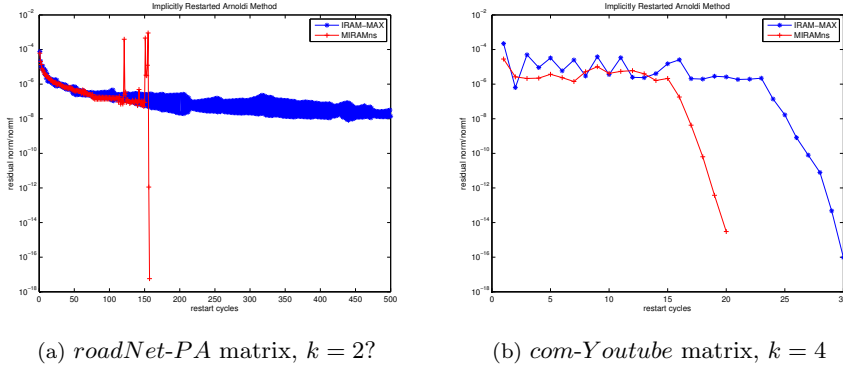 Implicitly Restarted Arnoldi Method
IRAM-MAX
MIRAMns
10^-2
10^-4
10^-6
10^-8
10^-10
10^-12
10^-14
10^-16
10^-18
residual norm/normf
0 50 100 150 200 250 300 350 400 450 500
restart cycles
(a) roadNet-PA matrix, k = 2?
Implicitly Restarted Arnoldi Method
IRAM-MAX
MIRAMns
10^-2
10^-4
10^-6
10^-8
10^-10
10^-12
10^-14
10^-16
10^-18
residual norm/normf
0 5 10 15 20 25 30
restart cycles
(b) com-Youtube matrix, k = 4